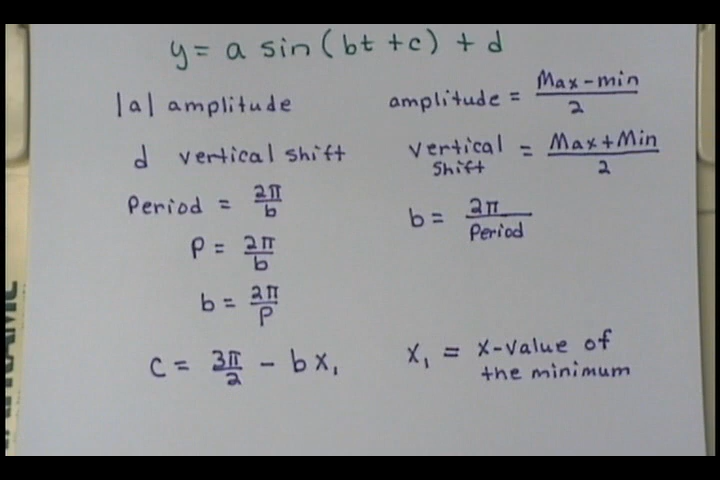 y = a sin (bt + c) + d
|a| amplitude
amplitude = Max - min / 2
d vertical shift
vertical shift = Max + Min / 2
Period = 2π / b
b = 2π / Period
P = 2π / b
b = 2π / P
c = 3π / 2 - b x₁
x₁ = x-value of
the minimum